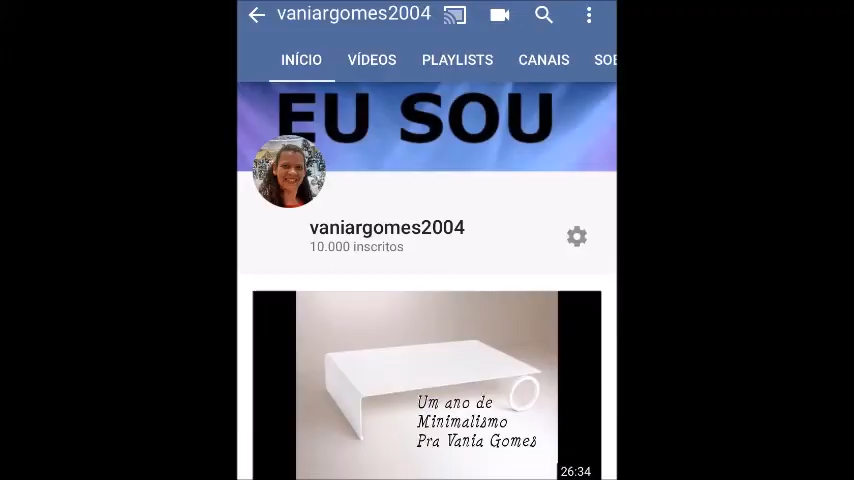 vaniargomes2004
INÍCIO VÍDEOS PLAYLISTS CANAIS SOB
EU SOU
vaniargomes2004
10.000 inscritos
Um ano de
Minimalismo
Pra Vania Gomes
26:34